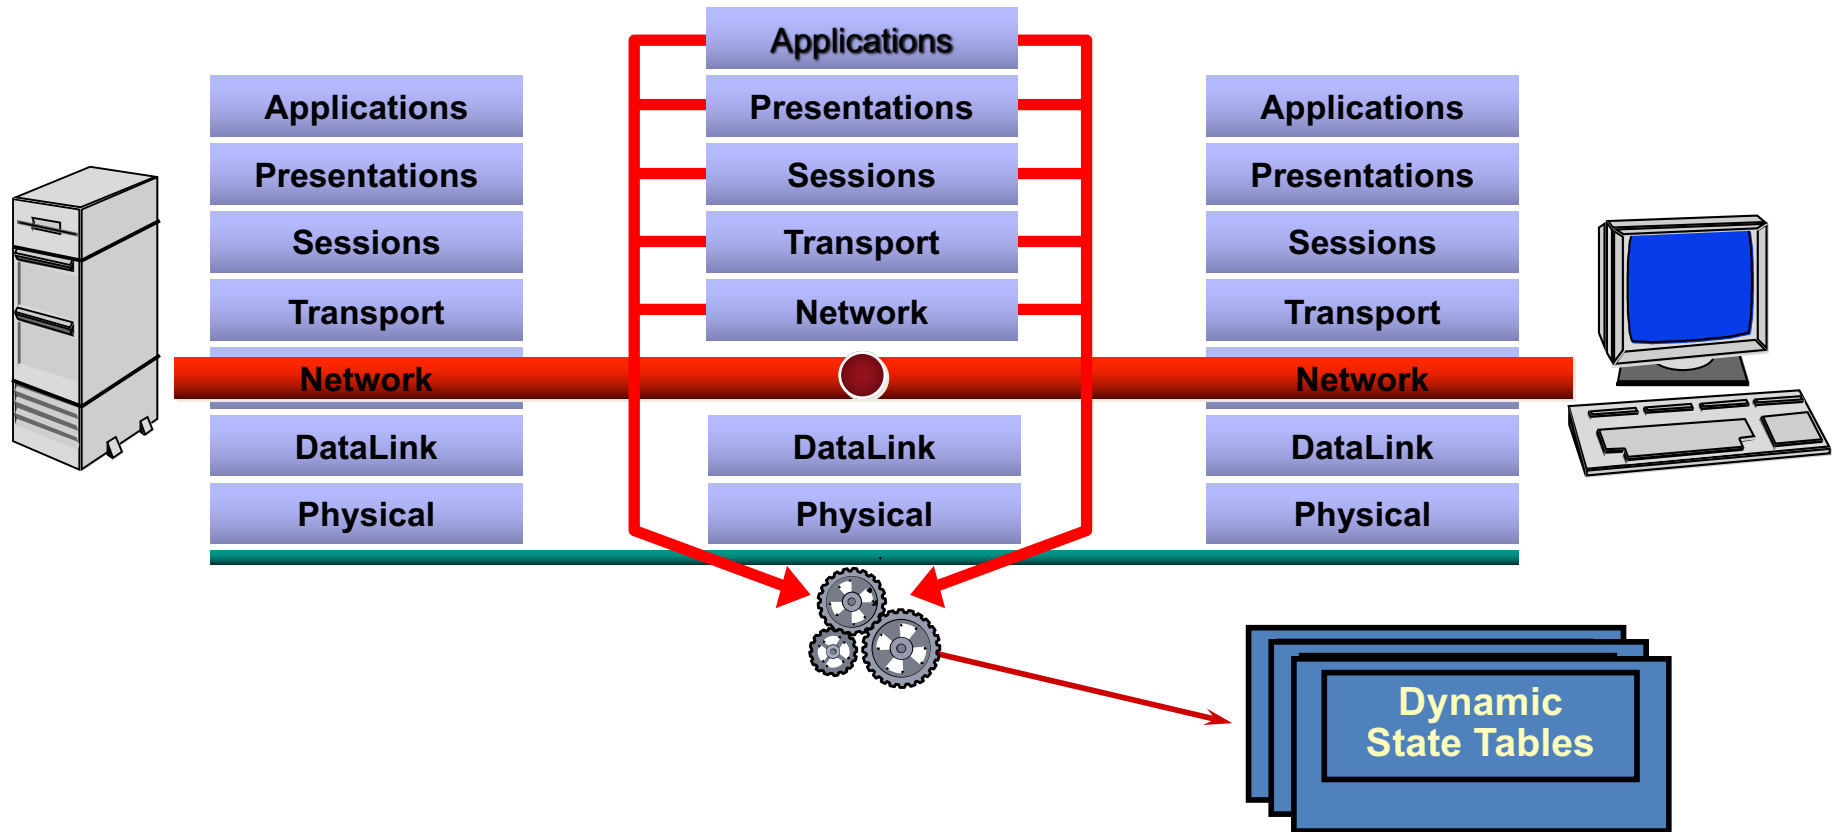 Applications
Presentations
Sessions
Transport
Network
DataLink
Physical
Applications
Presentations
Sessions
Transport
Network
DataLink
Physical
Applications
Presentations
Sessions
Transport
Network
DataLink
Physical
Dynamic
State Tables